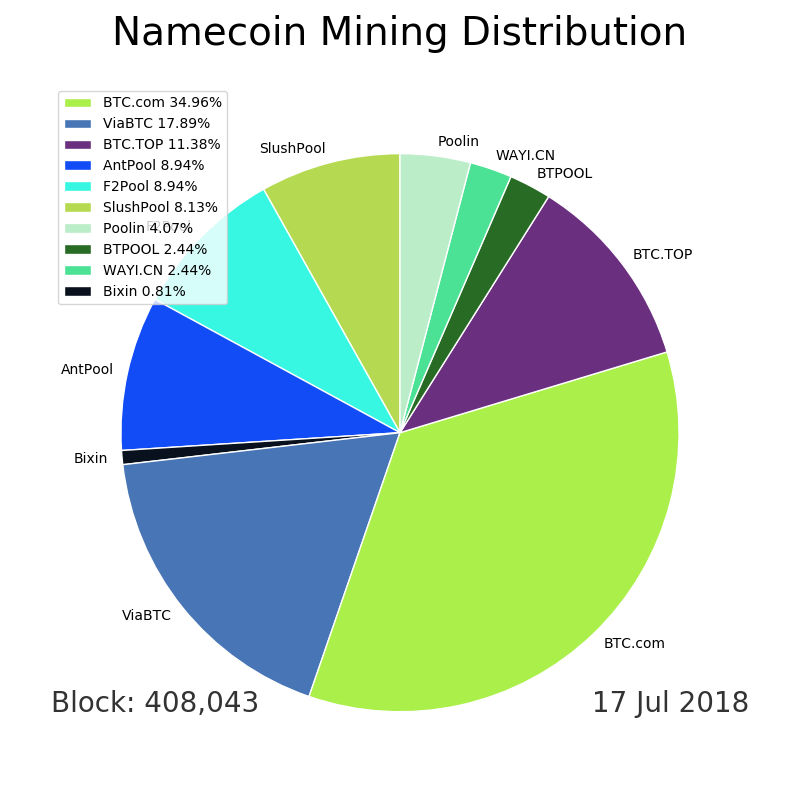 Namecoin Mining Distribution
BTC.com 34.96%
ViaBTC 17.89%
BTC.TOP 11.38%
AntPool 8.94%
F2Pool 8.94%
SlushPool 8.13%
Poolin 4.07%
BTPOOL 2.44%
WAYI.CN 2.44%
Bixin 0.81%
SlushPool
Poolin
WAYI.CN
BTPOOL
BTC.TOP
AntPool
Bixin
ViaBTC
BTC.com
Block: 408,043
17 Jul 2018